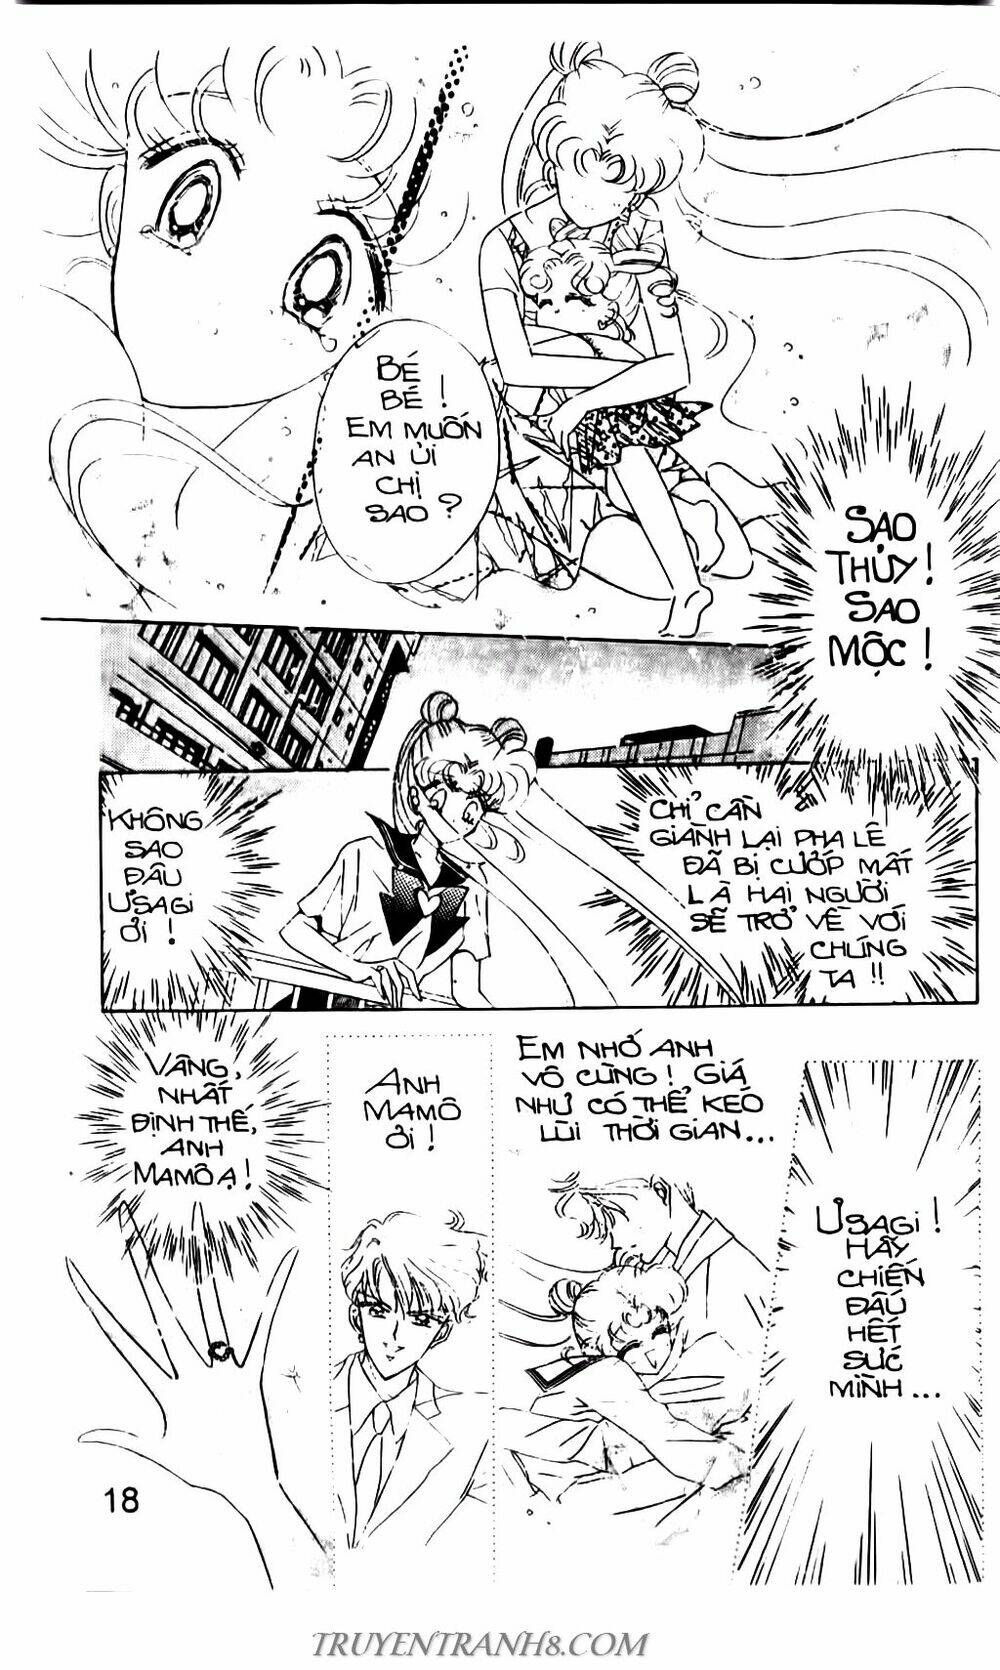 BÉ
BÉ !
EM MUỐN
AN ỦI
CHỊ
SAO ?
SAO
THỦY !
SAO
MỘC !
KHÔNG
SAO
ĐÂU
ƯSAGI
ƠI !
CHỈ CẦN
GIÀNH LẠI PHA LÊ
ĐÃ BỊ CƯỚP MẤT
LÀ HAI NGƯỜI
SẼ TRỞ VỀ VỚI
CHÚNG
TA !!
VÂNG,
NHẤT
ĐỊNH THẾ,
ANH
MAMÔ Ạ !
ANH
MAMÔ
ƠI !
EM NHỚ ANH
VÔ CÙNG ! GIÁ
NHƯ CÓ THỂ KÉO
LÙI THỜI GIAN...
ƯSAGI !
HÃY
CHIẾN
ĐẤU
HẾT
SỨC
MÌNH ...
18
TRUYENTRANH8.COM